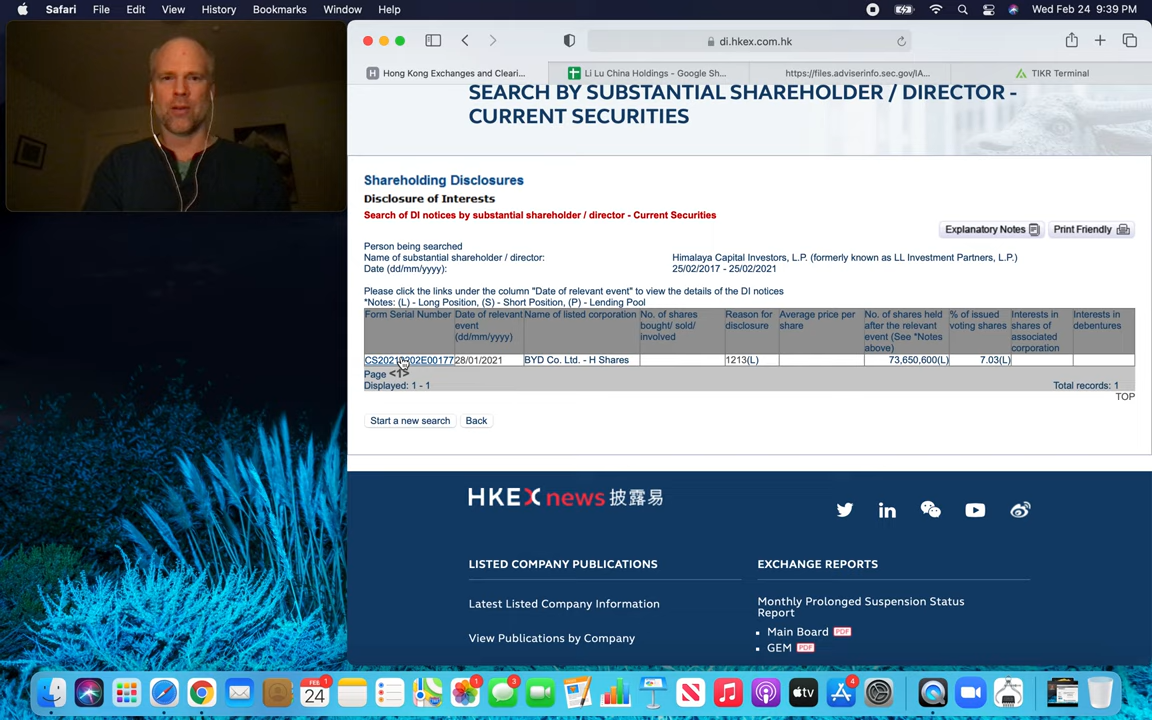 Safari File Edit View History Bookmarks Window Help Wed Feb 24 9:39 PM
di.hkex.com.hk
H Hong Kong Exchanges and Cleari... Li Lu China Holdings - Google Sh... https://files.adviserinfo.sec.gov/IA... TIKR Terminal
SEARCH BY SUBSTANTIAL SHAREHOLDER / DIRECTOR -
CURRENT SECURITIES
Shareholding Disclosures
Disclosure of Interests
Search of DI notices by substantial shareholder / director - Current Securities
Explanatory Notes Print Friendly
Person being searched
Name of substantial shareholder / director: Himalaya Capital Investors, L.P. (formerly known as LL Investment Partners, L.P.)
Date (dd/mm/yyyy): 25/02/2017 - 25/02/2021
Please click the links under the column "Date of relevant event" to view the details of the DI notices
*Notes: (L) - Long Position, (S) - Short Position, (P) - Lending Pool
Form Serial Number Date of relevant Name of listed corporation No. of shares Reason for Average price per No. of shares held % of issued Interests in Interests in
event bought/ sold/ disclosure share after the relevant voting shares shares of debentures
(dd/mm/yyyy) involved event (See *Notes associated
above) corporation
CS20210202E00177 28/01/2021 BYD Co. Ltd. - H Shares 1213(L) 73,650,600(L) 7.03(L)
Page <1>
Displayed: 1 - 1 Total records: 1
TOP
Start a new search Back
HKEXnews 披露易
LISTED COMPANY PUBLICATIONS EXCHANGE REPORTS
Latest Listed Company Information Monthly Prolonged Suspension Status
Report
Main Board PDF
View Publications by Company GEM PDF
FEB 1 1 3 4
24